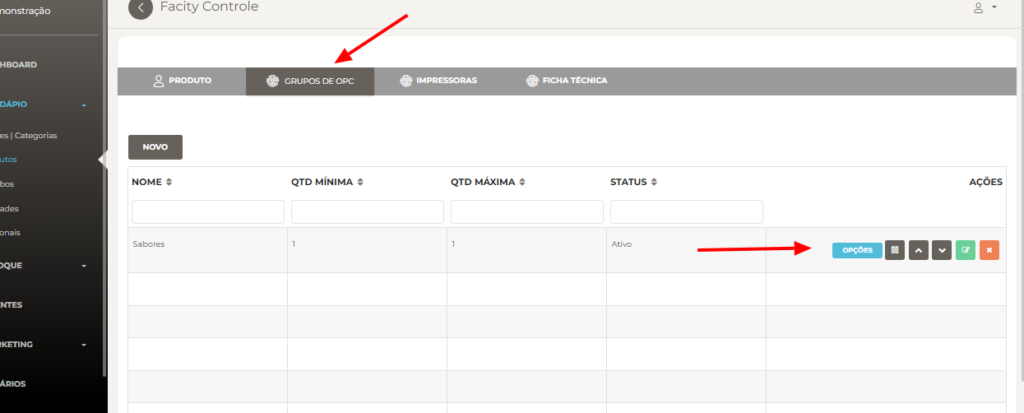 monstração
Facity Controle
HBOARD
PRODUTO
GRUPOS DE OPC
IMPRESSORAS
FICHA TÉCNICA
DÁPIO
es | Categorias
NOVO
utos
bos
NOME
QTD MÍNIMA
QTD MÁXIMA
STATUS
AÇÕES
ades
onais
Sabores
1
1
Ativo
OPÇÕES
OQUE
NTES
RKETING
ÁRIOS